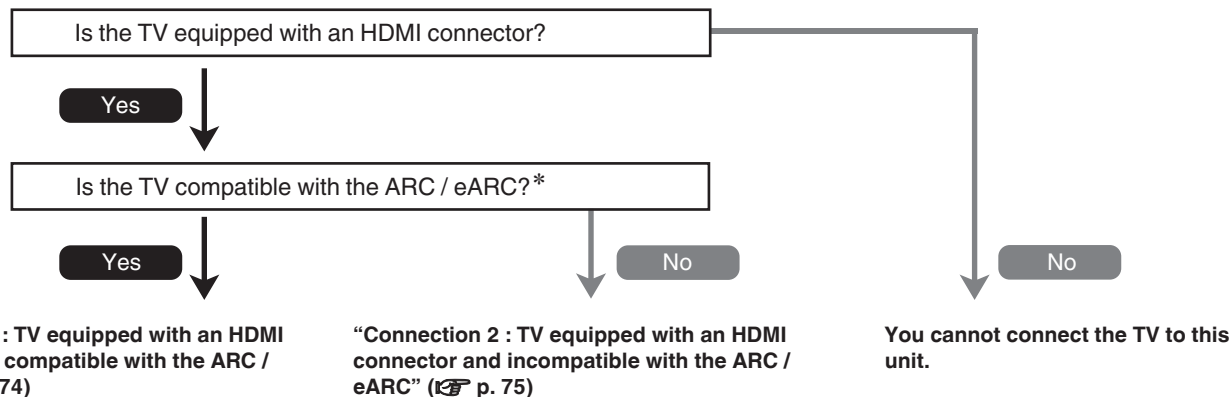 Is the TV equipped with an HDMI connector?
Yes
Is the TV compatible with the ARC / eARC?*
Yes
No
No
: TV equipped with an HDMI
compatible with the ARC /
74)
“Connection 2 : TV equipped with an HDMI
connector and incompatible with the ARC /
eARC” (☞ p. 75)
You cannot connect the TV to this
unit.